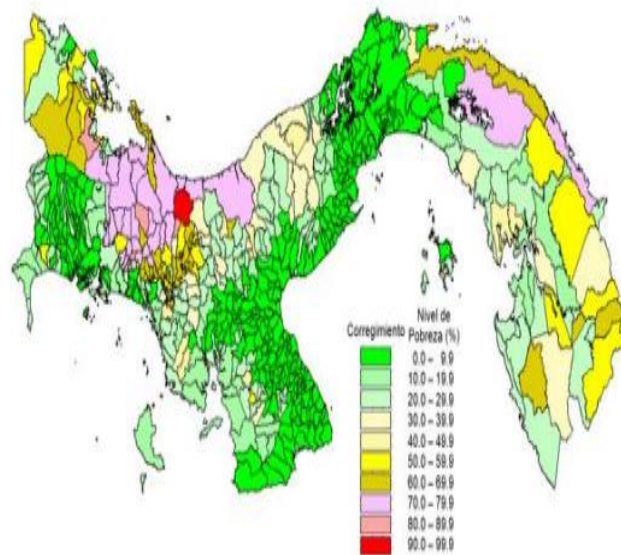 Nivel de
Corregimiento Pobreza (%)
0.0 – 9.9
10.0 – 19.9
20.0 – 29.9
30.0 – 39.9
40.0 – 49.9
50.0 – 59.9
60.0 – 69.9
70.0 – 79.9
80.0 – 89.9
90.0 – 99.9